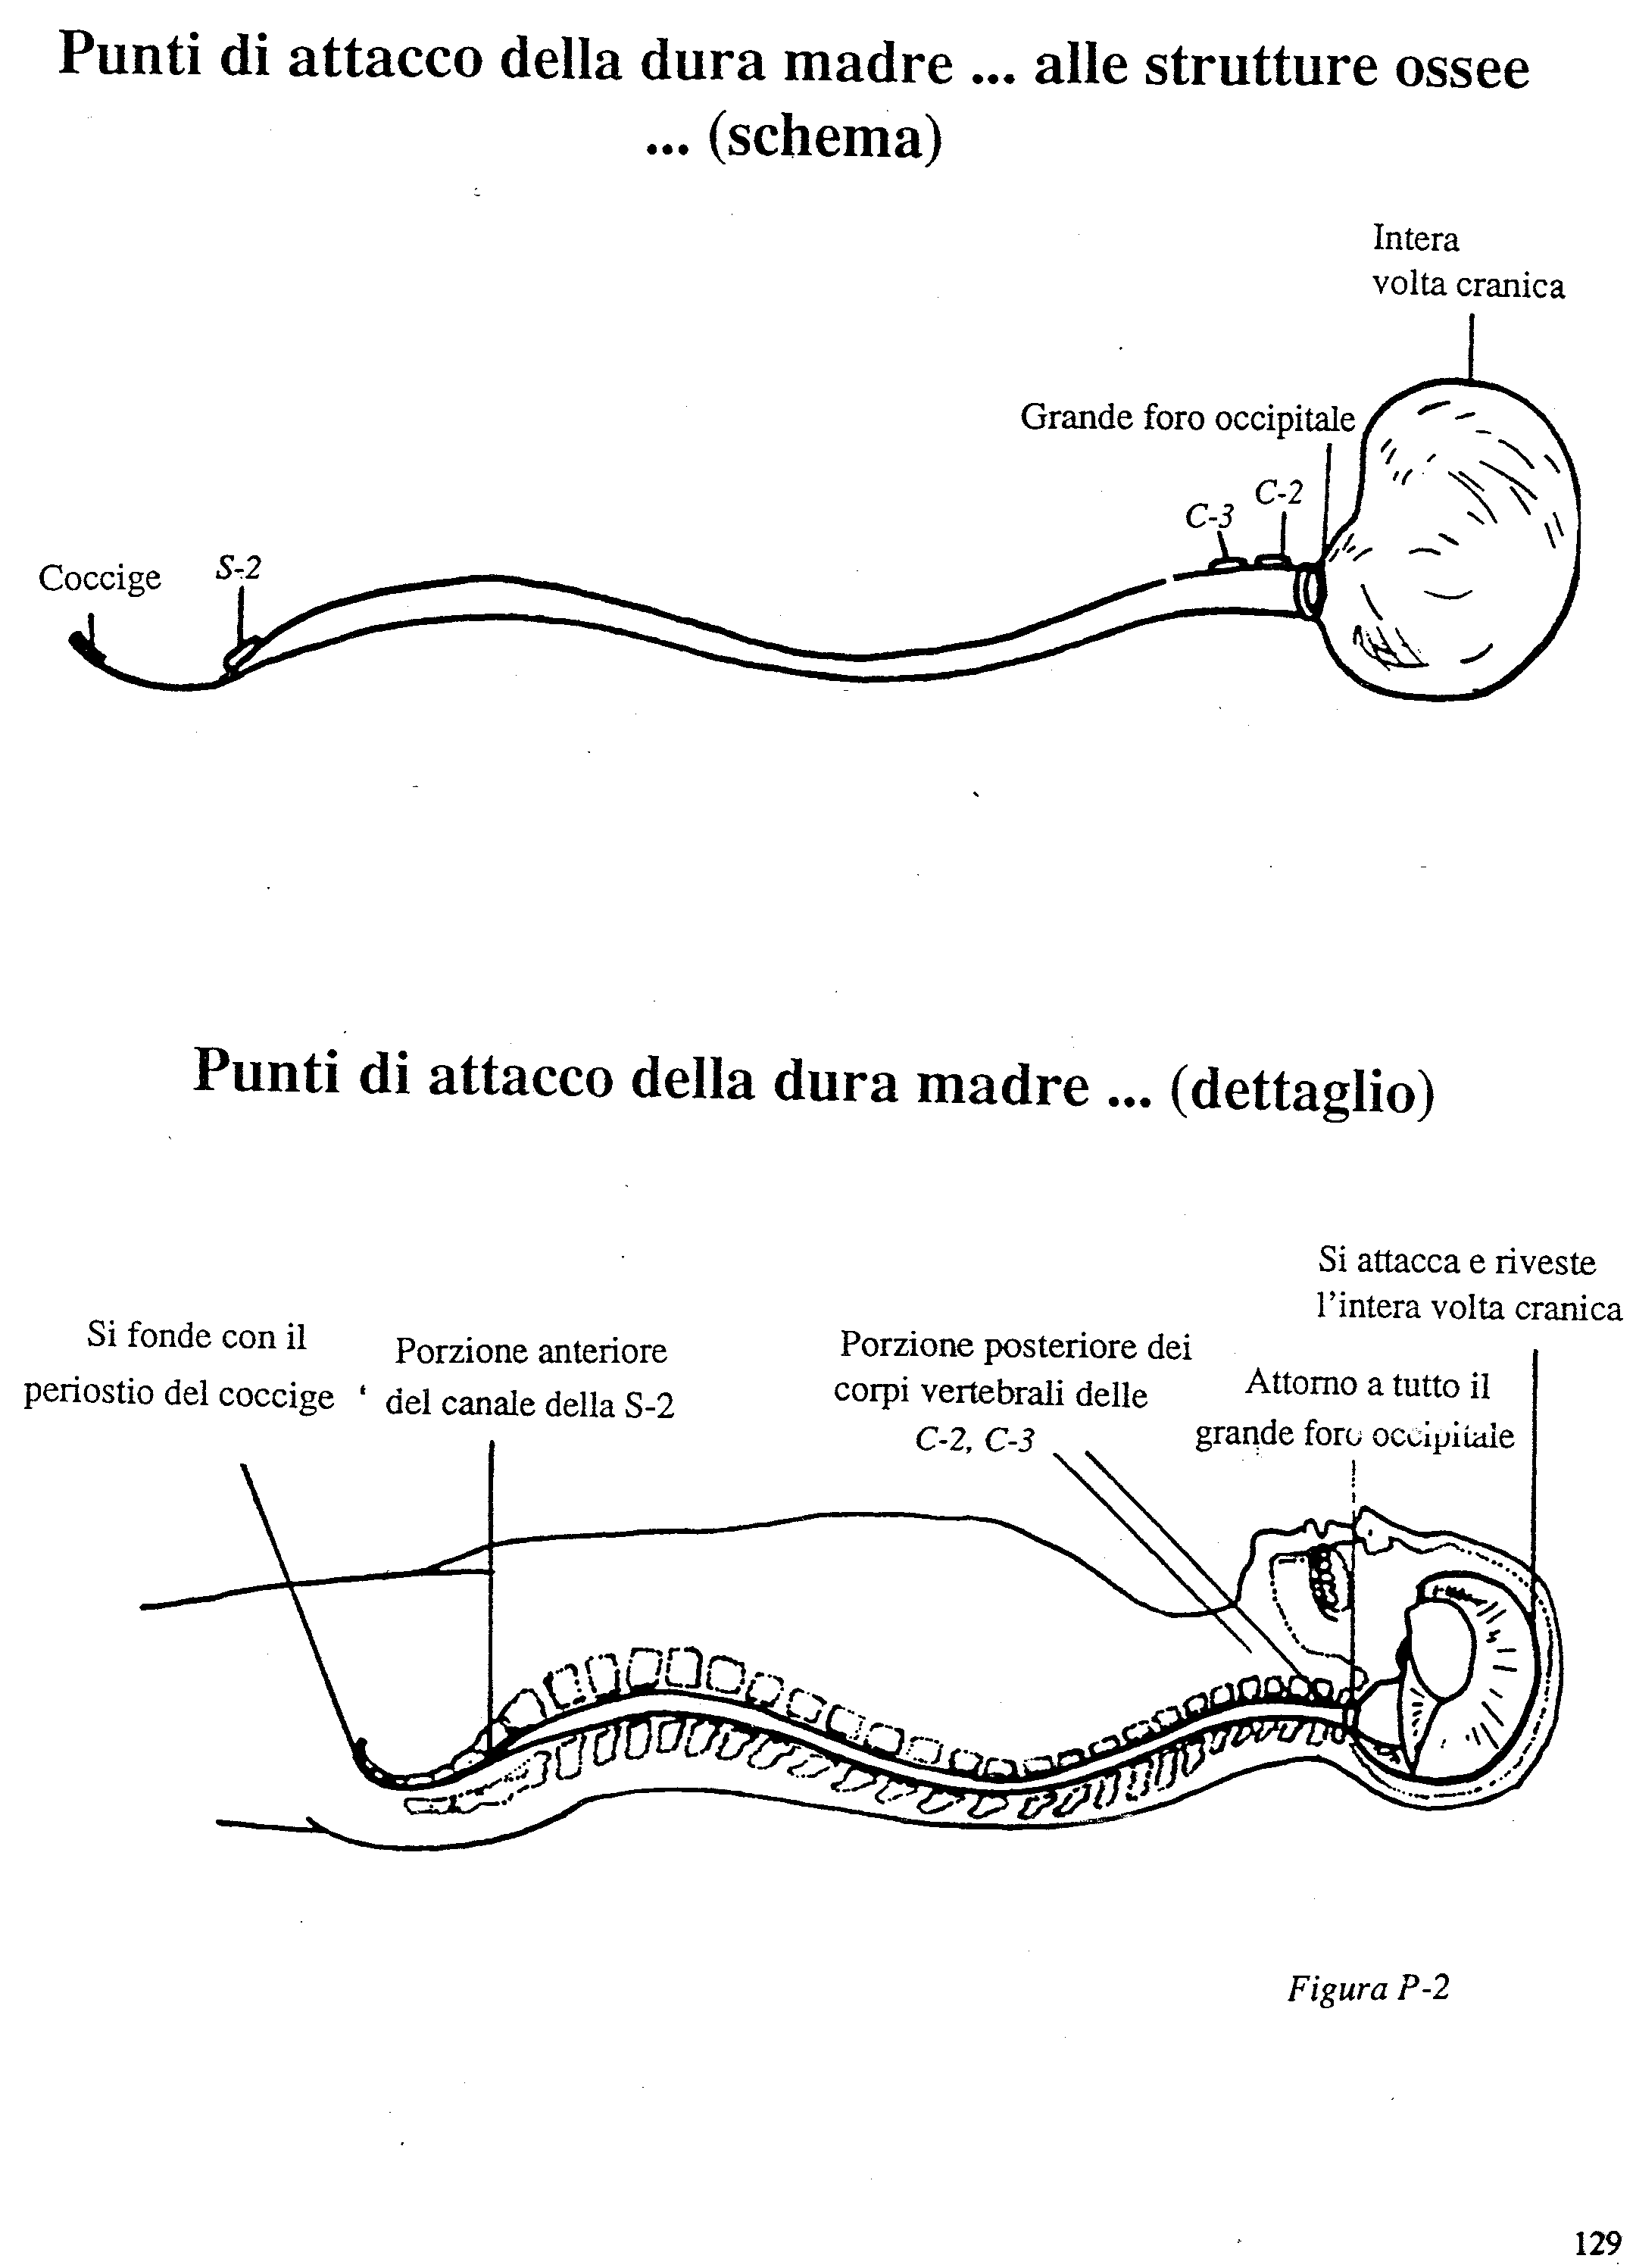 Punti di attacco della dura madre ... alle strutture ossee
... (schema)
Intera
volta cranica
Grande foro occipitale
C-2
C-3
S-2
Coccige
Punti di attacco della dura madre ... (dettaglio)
Si attacca e riveste
l'intera volta cranica
Si fonde con il
periostio del coccige
Porzione anteriore
del canale della S-2
Porzione posteriore dei
corpi vertebrali delle
C-2, C-3
Attorno a tutto il
grande foro occipitale
Figura P-2
129